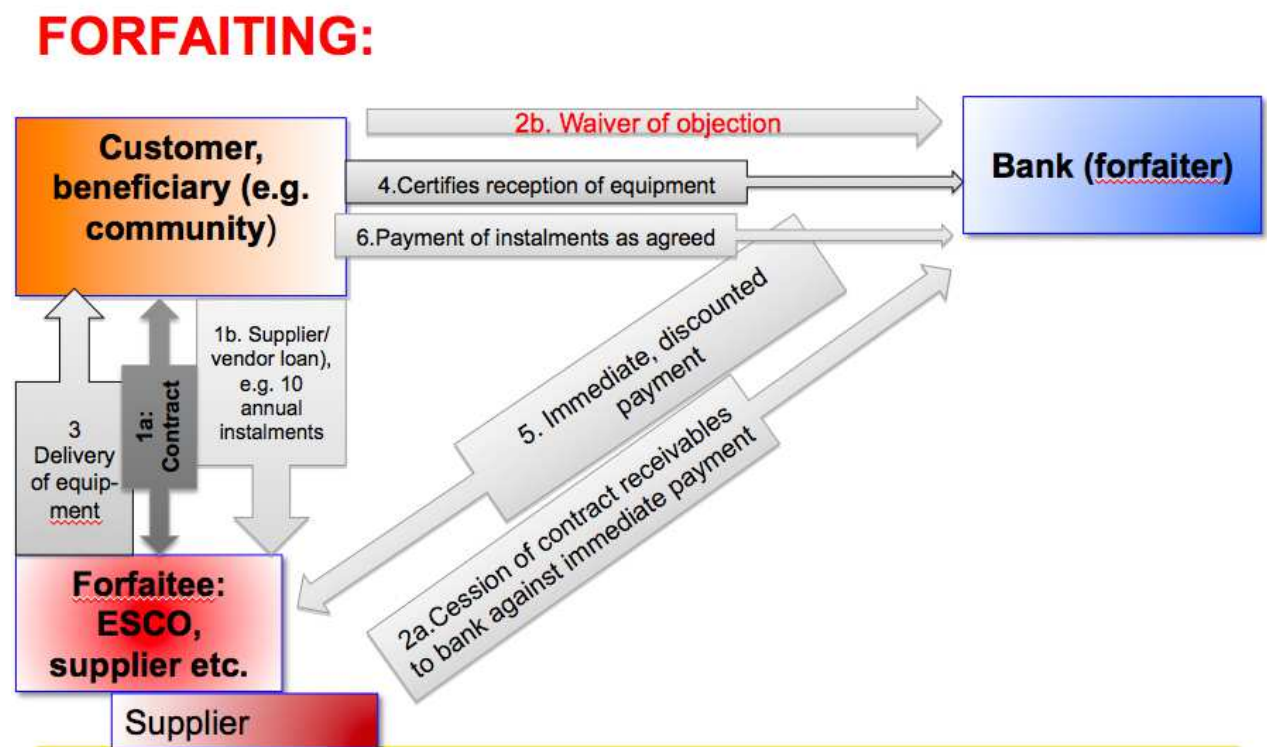 FORFAITING:
2b. Waiver of objection
Customer,
beneficiary (e.g.
community)
Bank (forfaiter)
4.Certifies reception of equipment
6.Payment of instalments as agreed
1b. Supplier/
vendor loan),
e.g. 10
annual
instalments
1a:
Contract
3
Delivery
of equip-
ment
5. Immediate, discounted
payment
2a.Cession of contract receivables
to bank against immediate payment
Forfaitee:
ESCO,
supplier etc.
Supplier